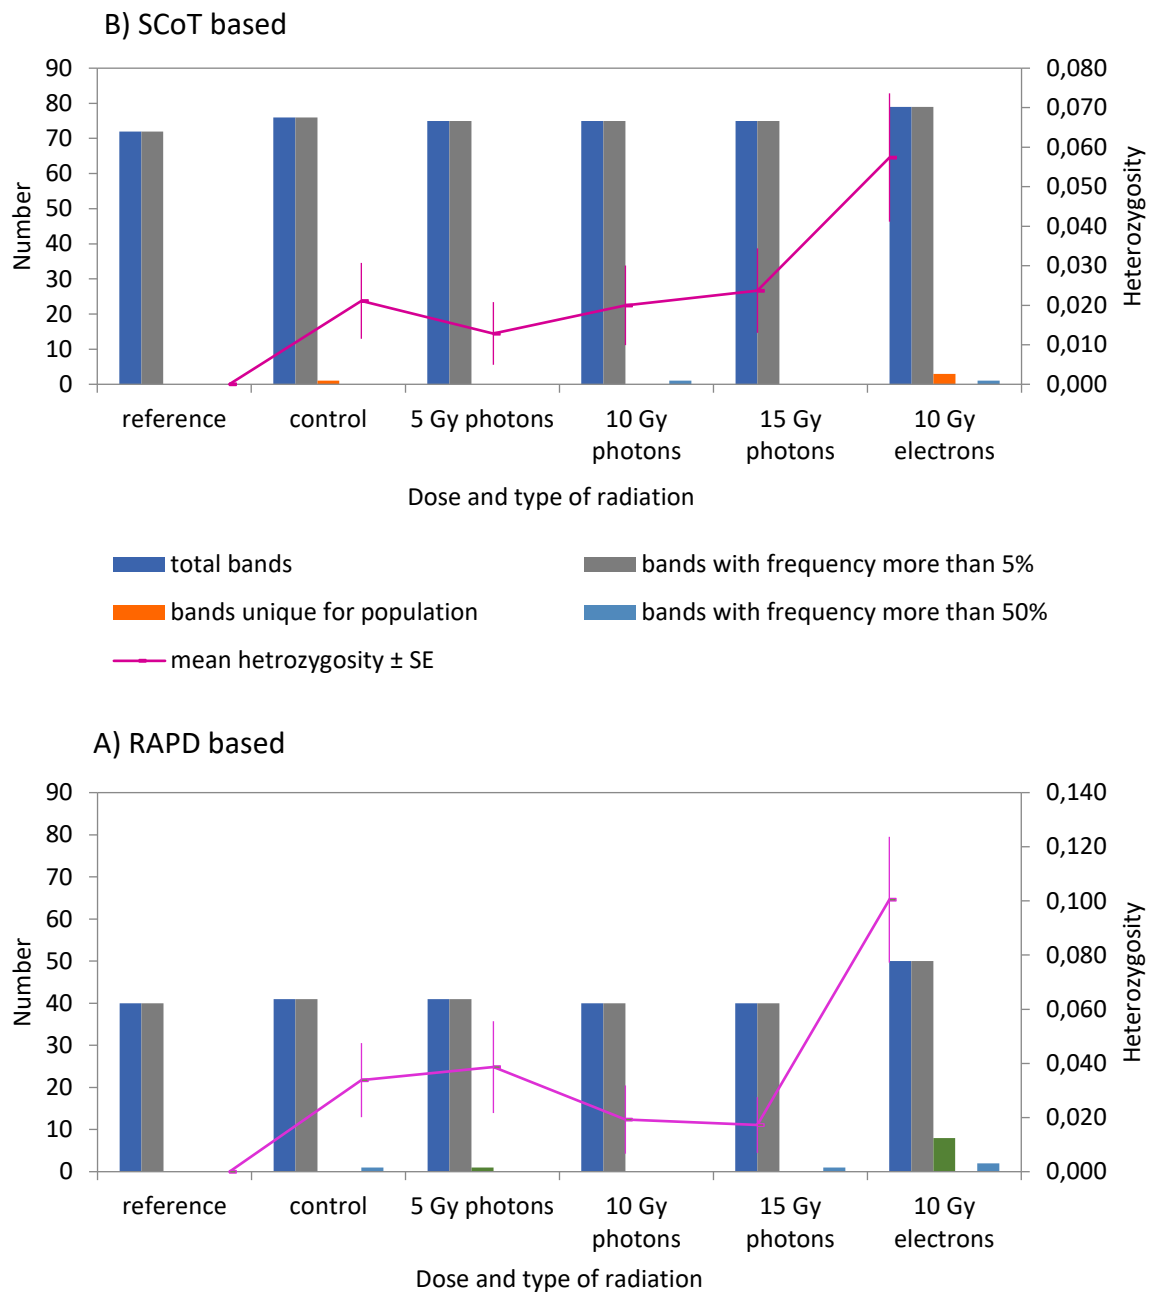 B) SCoT based
90
80
70
60
50
40
30
20
10
0
Number
0,080
0,070
0,060
0,050
0,040
0,030
0,020
0,010
0,000
Heterozygosity
reference
control
5 Gy photons
10 Gy
photons
15 Gy
photons
10 Gy
electrons
Dose and type of radiation
total bands
bands with frequency more than 5%
bands unique for population
bands with frequency more than 50%
mean hetrozygosity ± SE
A) RAPD based
90
80
70
60
50
40
30
20
10
0
Number
0,140
0,120
0,100
0,080
0,060
0,040
0,020
0,000
Heterozygosity
reference
control
5 Gy photons
10 Gy
photons
15 Gy
photons
10 Gy
electrons
Dose and type of radiation